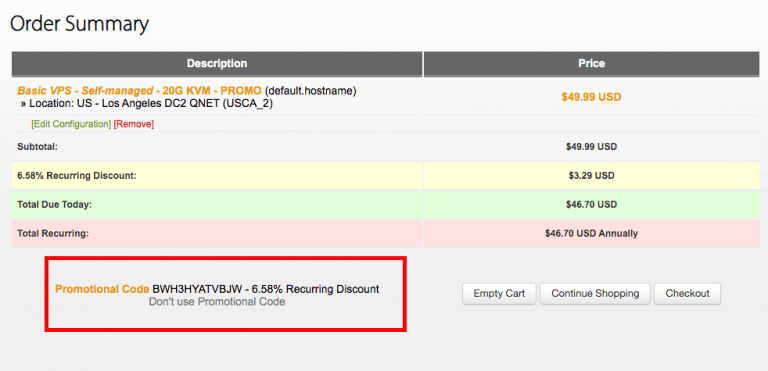 Order Summary
Description Price
Basic VPS - Self-managed - 20G KVM - PROMO (default.hostname) $49.99 USD
» Location: US - Los Angeles DC2 QNET (USCA_2)
[Edit Configuration] [Remove]
Subtotal: $49.99 USD
6.58% Recurring Discount: $3.29 USD
Total Due Today: $46.70 USD
Total Recurring: $46.70 USD Annually
Promotional Code BWH3HYATVBJW - 6.58% Recurring Discount
Don't use Promotional Code
Empty Cart Continue Shopping Checkout